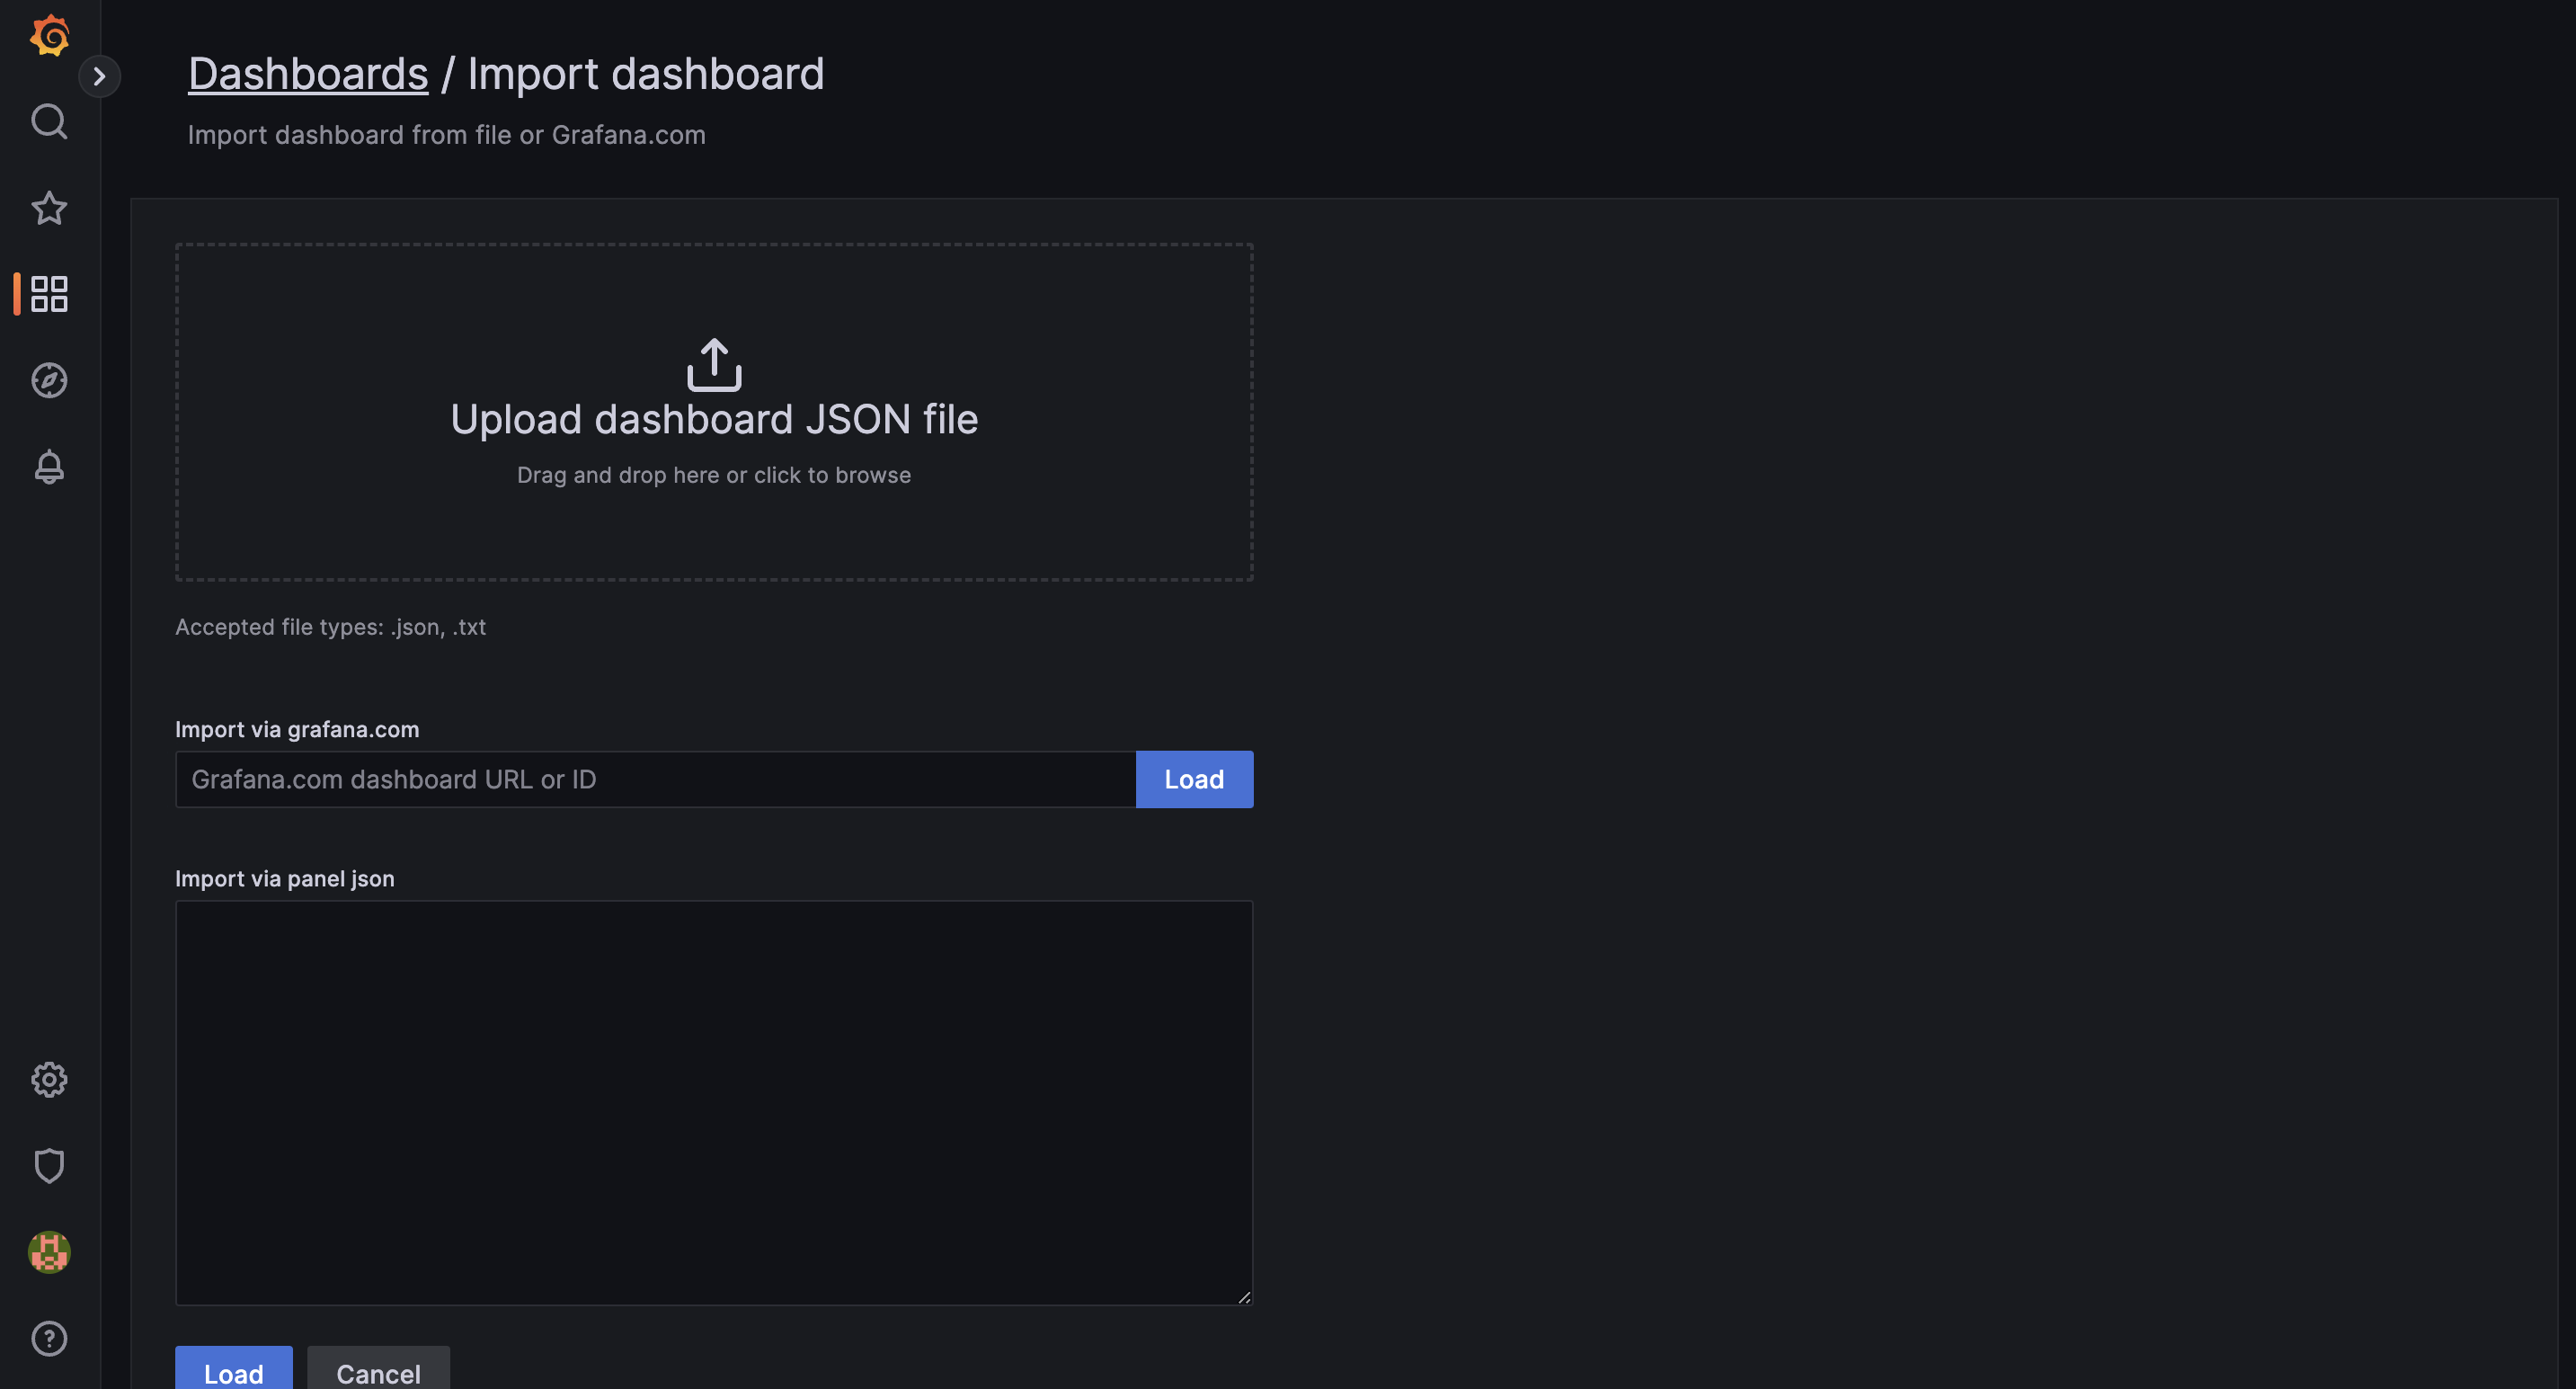 Dashboards / Import dashboard
Import dashboard from file or Grafana.com
Upload dashboard JSON file
Drag and drop here or click to browse
Accepted file types: .json, .txt
Import via grafana.com
Grafana.com dashboard URL or ID
Load
Import via panel json
Load
Cancel